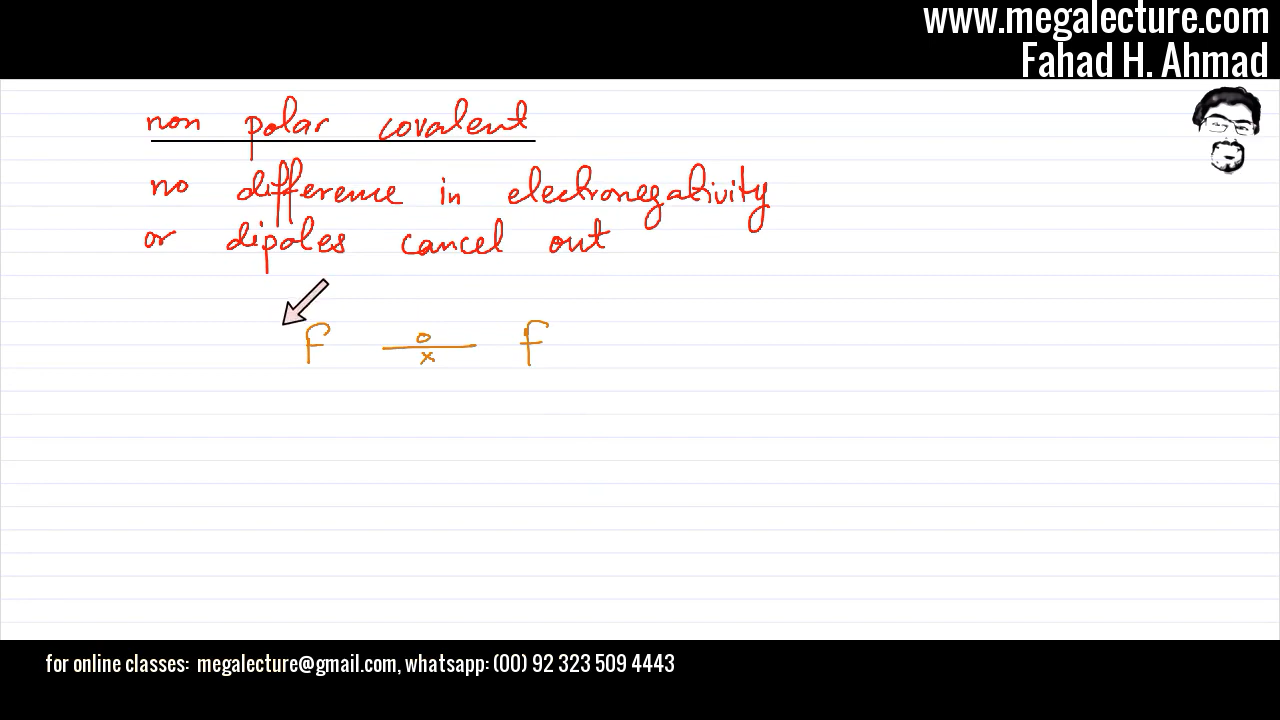 www.megalecture.com
Fahad H. Ahmad
non polar covalent
no difference in electronegativity
or dipoles cancel out
F o x F
for online classes: megalecture@gmail.com, whatsapp: (00) 92 323 509 4443